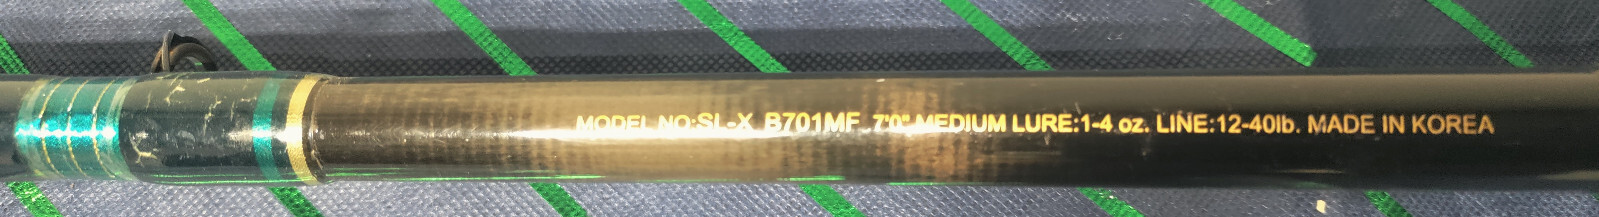 MODEL NO:SL-X B701MF 7'0" MEDIUM LURE:1-4 oz. LINE:12-40lb. MADE IN KOREA